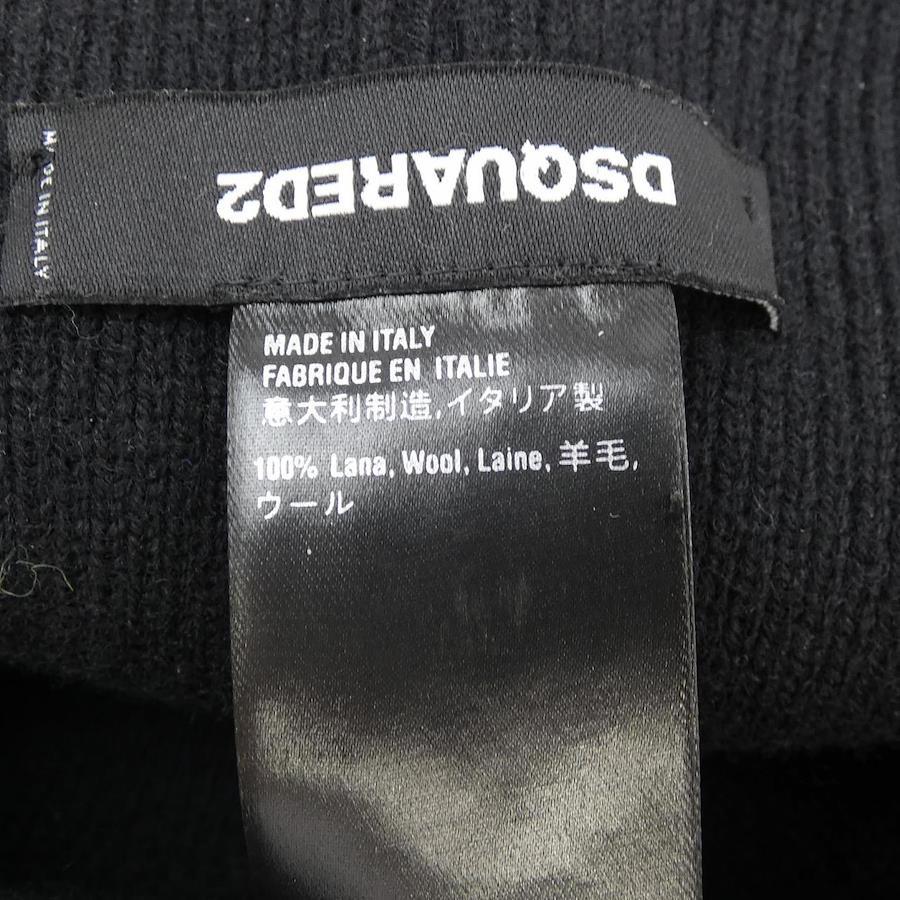 DSQUARED2
MADE IN ITALY
MADE IN ITALY
FABRIQUE EN ITALIE
意大利制造,イタリア製
100% Lana, Wool, Laine, 羊毛,
ウール